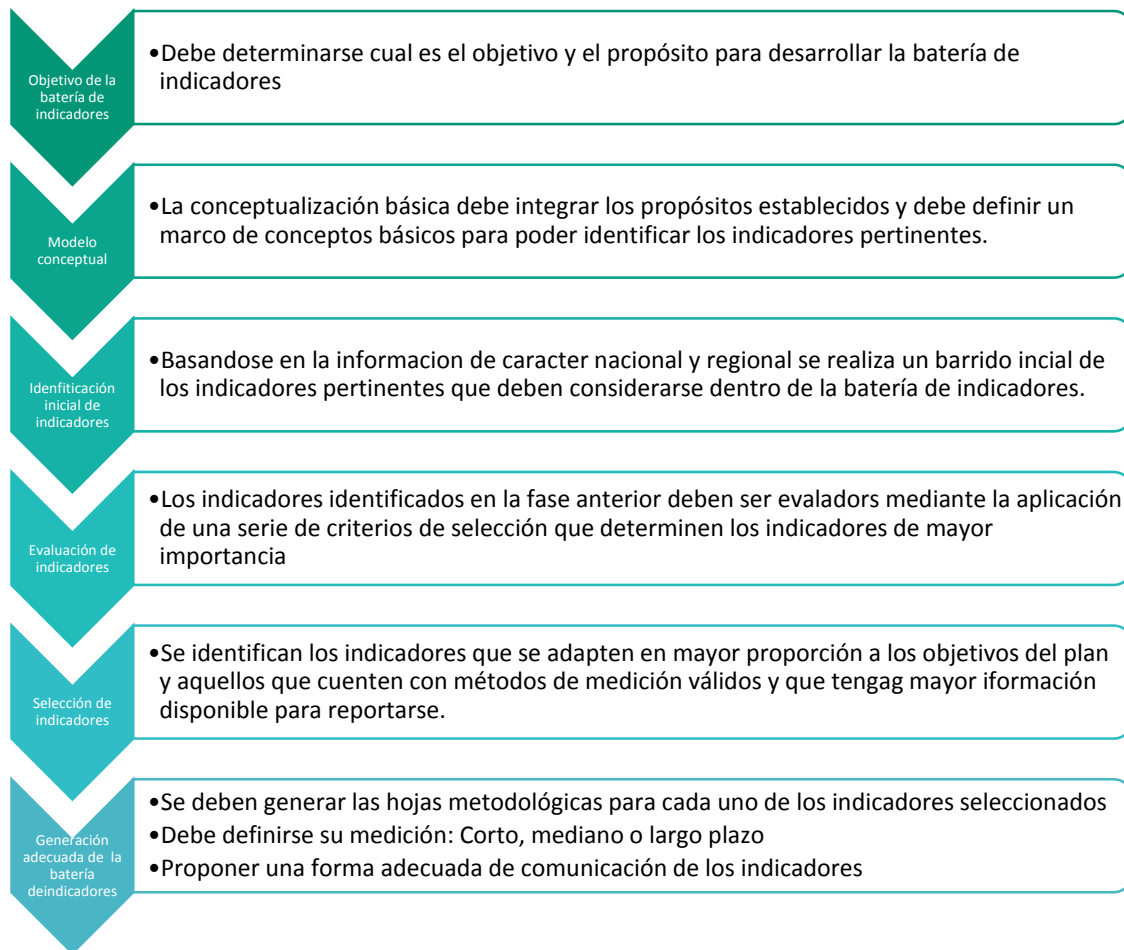 Objetivo de la
batería de
indicadores
•Debe determinarse cual es el objetivo y el propósito para desarrollar la batería de
indicadores
Modelo
conceptual
•La conceptualización básica debe integrar los propósitos establecidos y debe definir un
marco de conceptos básicos para poder identificar los indicadores pertinentes.
Idenfiticación
inicial de
indicadores
•Basandose en la informacion de caracter nacional y regional se realiza un barrido incial de
los indicadores pertinentes que deben considerarse dentro de la batería de indicadores.
Evaluación de
indicadores
•Los indicadores identificados en la fase anterior deben ser evaladors mediante la aplicación
de una serie de criterios de selección que determinen los indicadores de mayor
importancia
Selección de
indicadores
•Se identifican los indicadores que se adapten en mayor proporción a los objetivos del plan
y aquellos que cuenten con métodos de medición válidos y que tengag mayor iformación
disponible para reportarse.
Generación
adecuada de la
batería
deindicadores
•Se deben generar las hojas metodológicas para cada uno de los indicadores seleccionados
•Debe definirse su medición: Corto, mediano o largo plazo
•Proponer una forma adecuada de comunicación de los indicadores